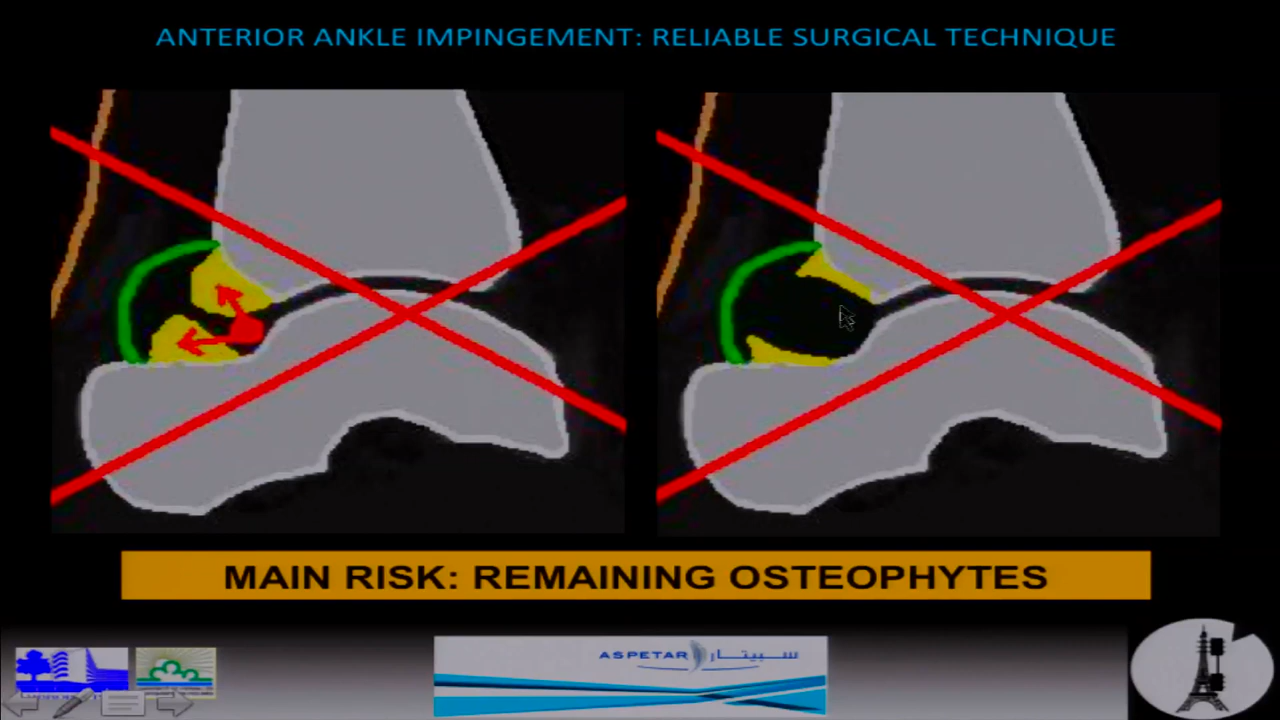 ANTERIOR ANKLE IMPINGEMENT: RELIABLE SURGICAL TECHNIQUE
MAIN RISK: REMAINING OSTEOPHYTES
ASPETAR سبيتار